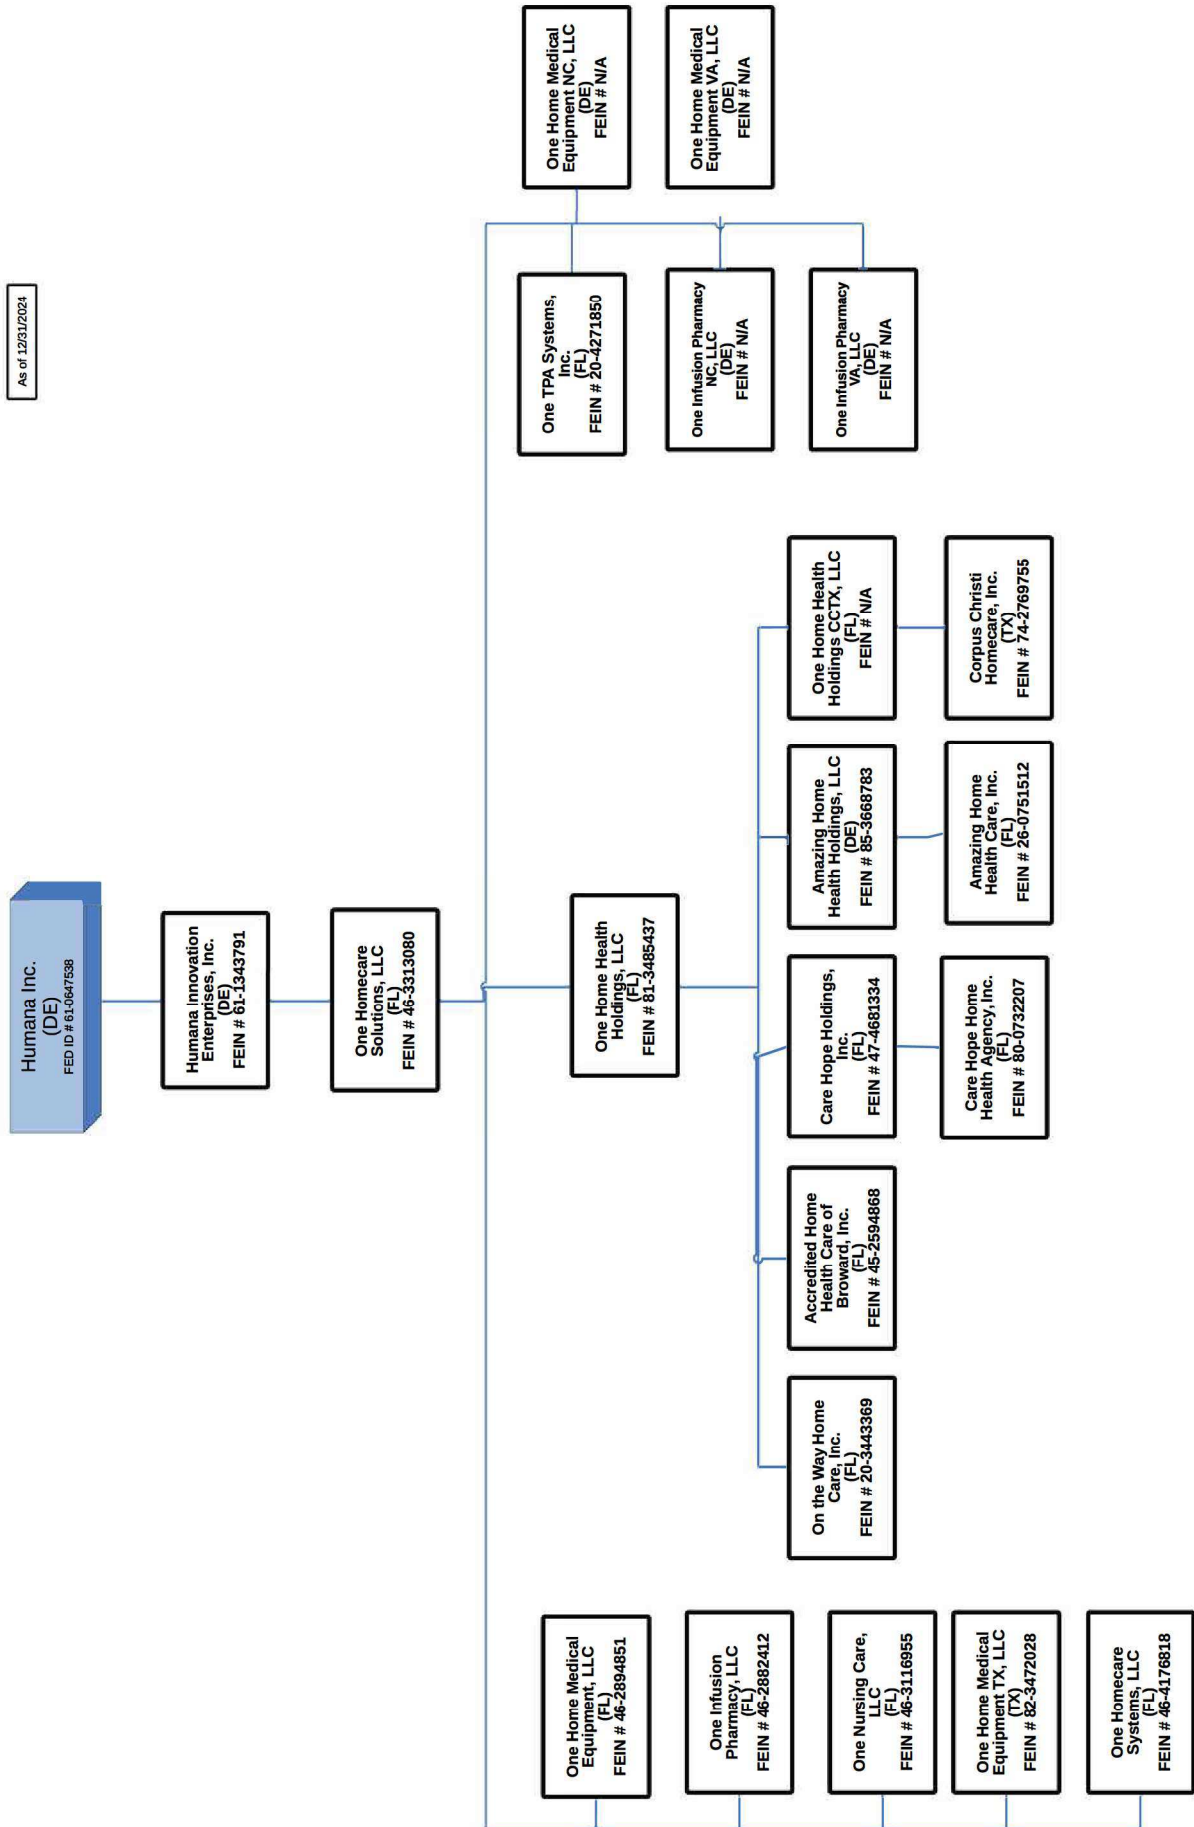 As of 12/31/2024
Humana Inc.
(DE)
FED ID # 61-0647538
Humana Innovation
Enterprises, Inc.
(DE)
FEIN # 61-1343791
One Homecare
Solutions, LLC
(FL)
FEIN # 46-3313080
One Home Medical
Equipment, LLC
(FL)
FEIN # 46-2894851
One Infusion
Pharmacy, LLC
(FL)
FEIN # 46-2882412
One Nursing Care,
LLC
(FL)
FEIN # 46-3116955
One Home Medical
Equipment TX, LLC
(TX)
FEIN # 82-3472028
One Homecare
Systems, LLC
(FL)
FEIN # 46-4176818
One Home Health
Holdings, LLC
(FL)
FEIN # 81-3485437
On the Way Home
Care, Inc.
(FL)
FEIN # 20-3443369
Accredited Home
Health Care of
Broward, Inc.
(FL)
FEIN # 45-2594868
Care Hope Holdings,
Inc.
(FL)
FEIN # 47-4681334
Amazing Home
Health Holdings, LLC
(DE)
FEIN # 85-3668783
One Home Health
Holdings CCTX, LLC
(FL)
FEIN # N/A
Care Hope Home
Health Agency, Inc.
(FL)
FEIN # 80-0732207
Amazing Home
Health Care, Inc.
(FL)
FEIN # 26-0751512
Corpus Christi
Homecare, Inc.
(TX)
FEIN # 74-2769755
One TPA Systems,
Inc.
(FL)
FEIN # 20-4271850
One Infusion Pharmacy
NC, LLC
(DE)
FEIN # N/A
One Infusion Pharmacy
VA, LLC
(DE)
FEIN # N/A
One Home Medical
Equipment NC, LLC
(DE)
FEIN # N/A
One Home Medical
Equipment VA, LLC
(DE)
FEIN # N/A